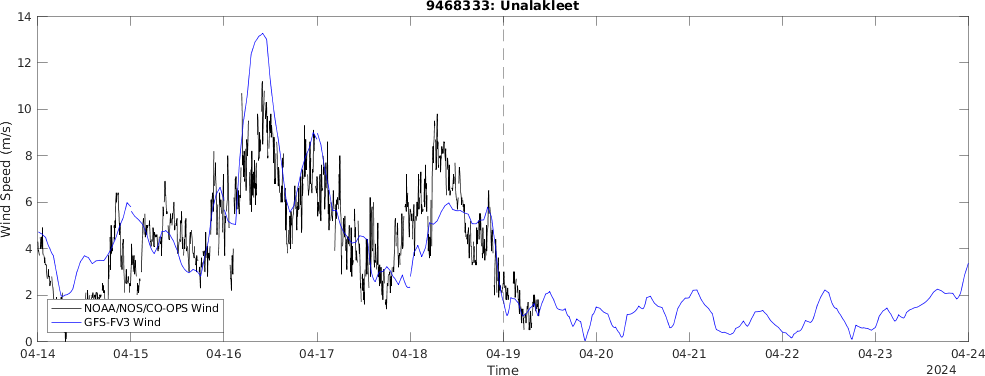 9468333: Unalakleet
Wind Speed (m/s)
14
12
10
8
6
4
2
0
NOAA/NOS/CO-OPS Wind
GFS-FV3 Wind
04-14 04-15 04-16 04-17 04-18 04-19 04-20 04-21 04-22 04-23 04-24
Time
2024